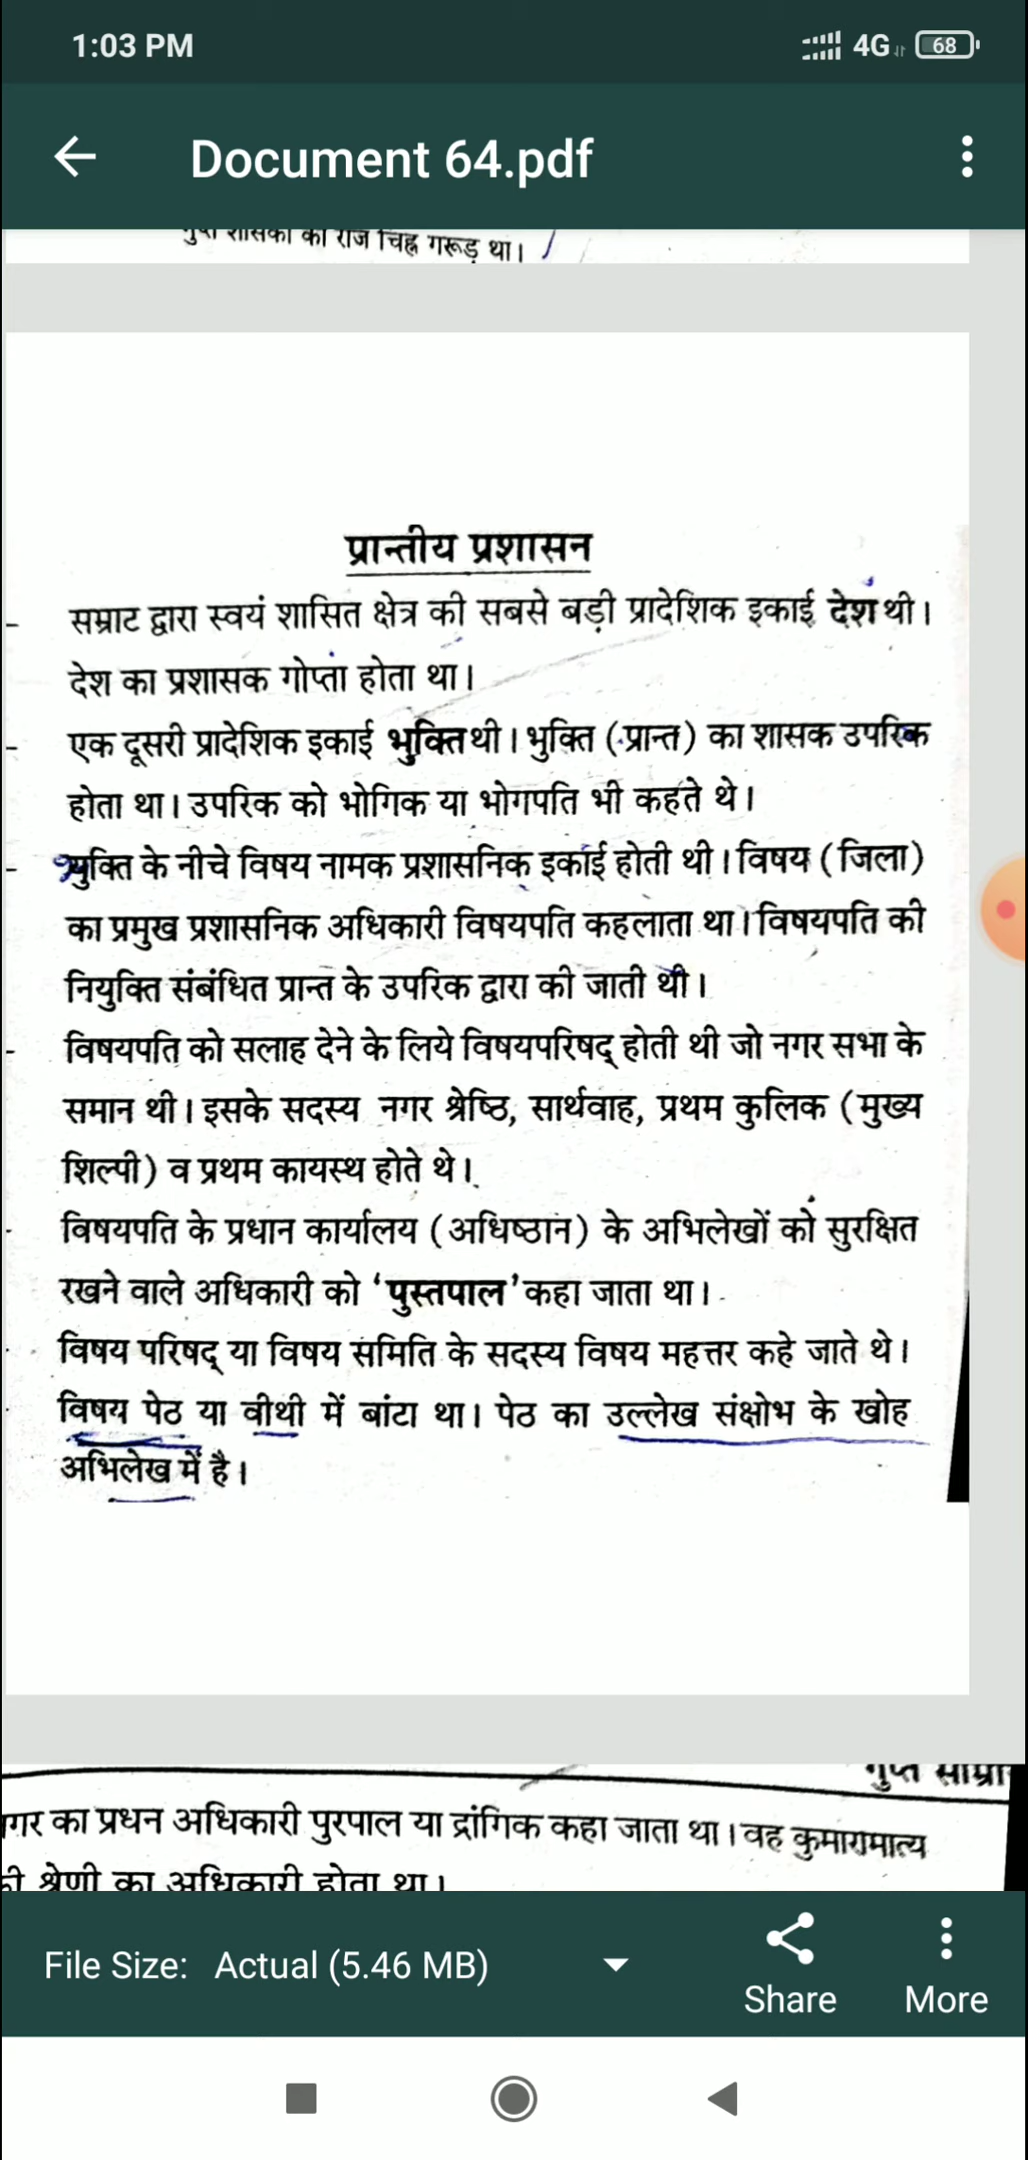 1:03 PM 4G 68
Document 64.pdf
गुप्त शासकों का राज चिह्न गरूड़ था।
प्रान्तीय प्रशासन
- सम्राट द्वारा स्वयं शासित क्षेत्र की सबसे बड़ी प्रादेशिक इकाई देश थी।
देश का प्रशासक गोप्ता होता था।
- एक दूसरी प्रादेशिक इकाई भुक्ति थी। भुक्ति (प्रान्त) का शासक उपरिक
होता था। उपरिक को भोगिक या भोगपति भी कहते थे।
- भुक्ति के नीचे विषय नामक प्रशासनिक इकाई होती थी। विषय (जिला)
का प्रमुख प्रशासनिक अधिकारी विषयपति कहलाता था। विषयपति की
नियुक्ति संबंधित प्रान्त के उपरिक द्वारा की जाती थी।
- विषयपति को सलाह देने के लिये विषयपरिषद् होती थी जो नगर सभा के
समान थी। इसके सदस्य नगर श्रेष्ठि, सार्थवाह, प्रथम कुलिक (मुख्य
शिल्पी) व प्रथम कायस्थ होते थे।
- विषयपति के प्रधान कार्यालय (अधिष्ठान) के अभिलेखों को सुरक्षित
रखने वाले अधिकारी को 'पुस्तपाल' कहा जाता था।
विषय परिषद् या विषय समिति के सदस्य विषय महत्तर कहे जाते थे।
विषय पेठ या वीथी में बांटा था। पेठ का उल्लेख संक्षोभ के खोह
अभिलेख में है।
गुप्त साम्रा
गर का प्रधन अधिकारी पुरपाल या द्रांगिक कहा जाता था। वह कुमारामात्य
की श्रेणी का अधिकारी होता था।
File Size: Actual (5.46 MB)
Share
More